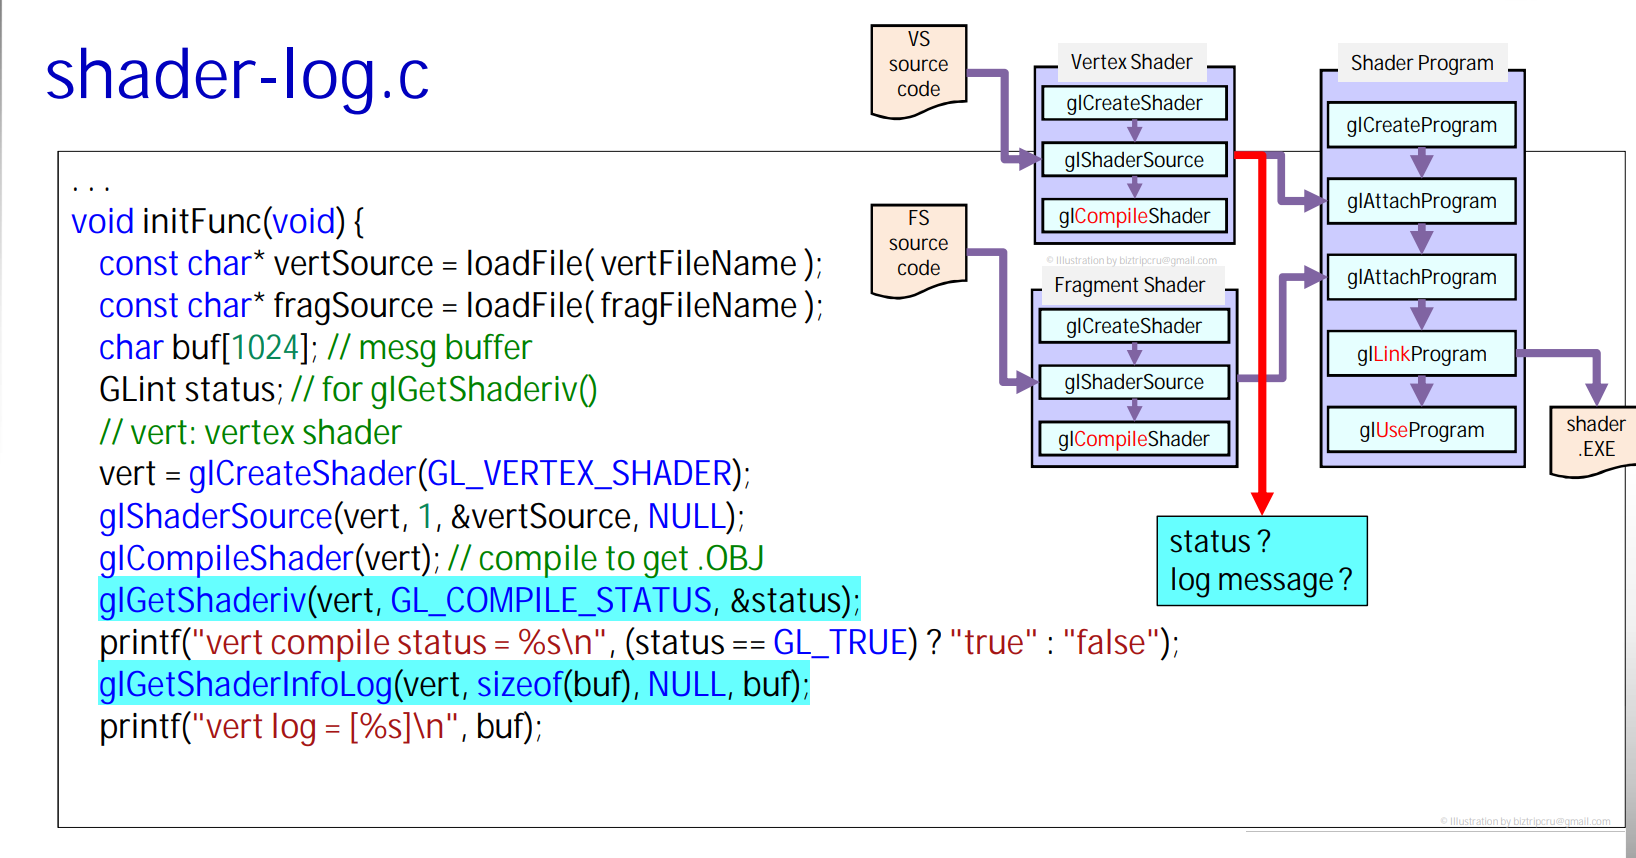 shader-log.c
. . .
void initFunc(void) {
const char* vertSource = loadFile( vertFileName );
const char* fragSource = loadFile( fragFileName );
char buf[1024]; // mesg buffer
GLint status; // for glGetShaderiv()
// vert: vertex shader
vert = glCreateShader(GL_VERTEX_SHADER);
glShaderSource(vert, 1, &vertSource, NULL);
glCompileShader(vert); // compile to get .OBJ
glGetShaderiv(vert, GL_COMPILE_STATUS, &status);
printf("vert compile status = %s\n", (status == GL_TRUE) ? "true" : "false");
glGetShaderInfoLog(vert, sizeof(buf), NULL, buf);
printf("vert log = [%s]\n", buf);
VS
source
code
FS
source
code
Vertex Shader
glCreateShader
glShaderSource
glCompileShader
© Illustration by biztripcru@gmail.com
Fragment Shader
glCreateShader
glShaderSource
glCompileShader
Shader Program
glCreateProgram
glAttachProgram
glAttachProgram
glLinkProgram
glUseProgram
shader
.EXE
status ?
log message ?
© Illustration by biztripcru@gmail.com